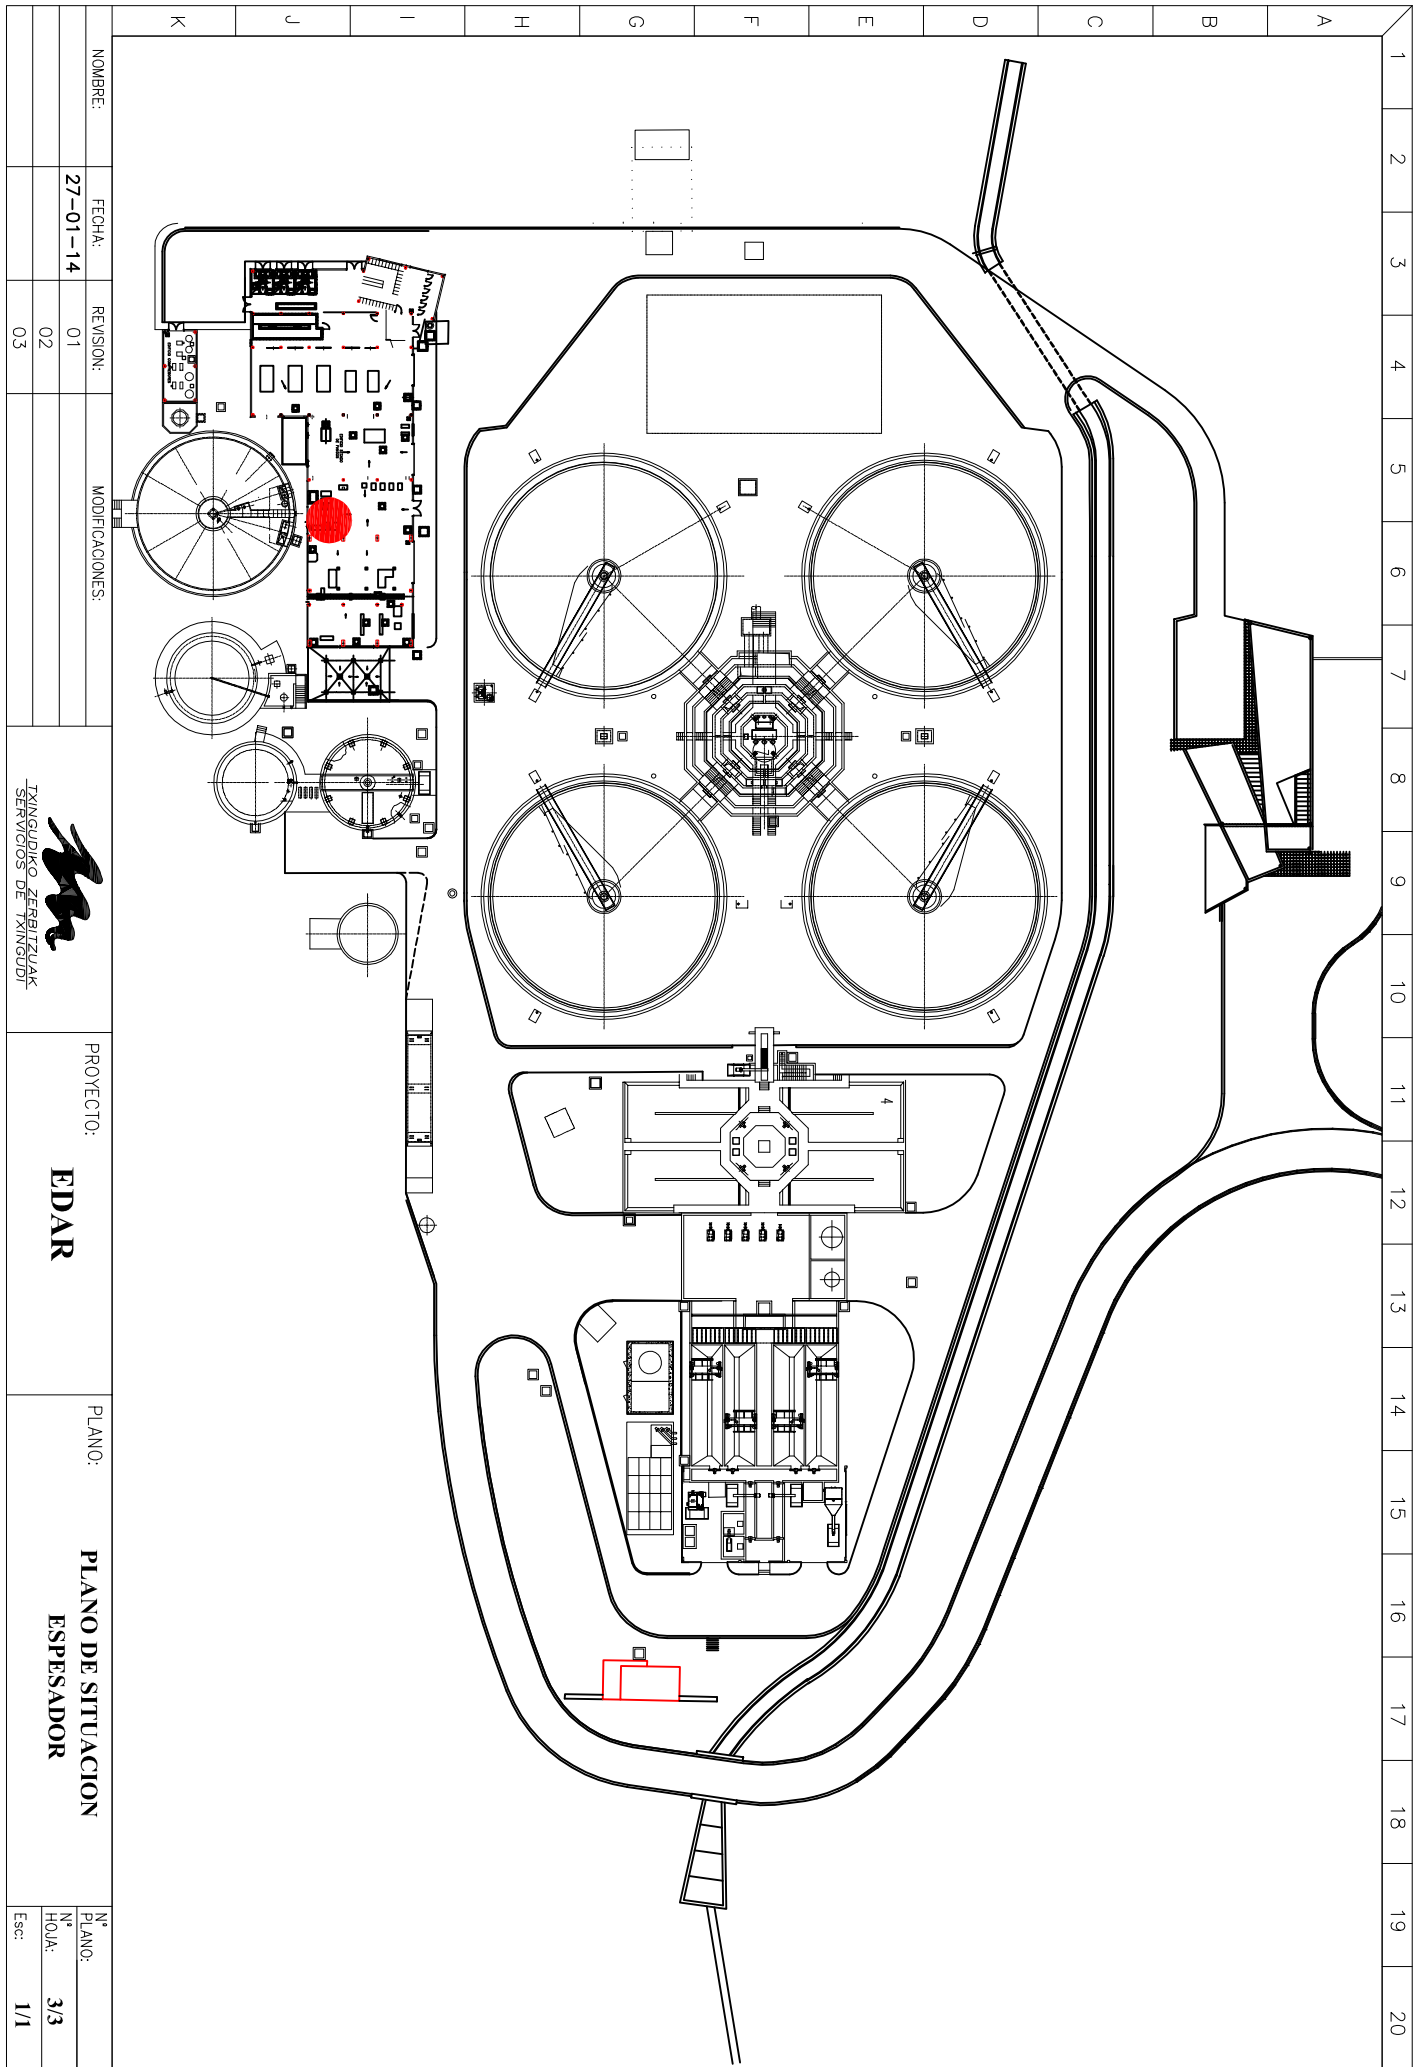 1
2
3
4
5
6
7
8
9
10
11
12
13
14
15
16
17
18
19
20
A
B
C
D
E
F
G
H
I
J
K
4
NOMBRE:
FECHA:
REVISION:
MODIFICACIONES:
27-01-14
01
02
03
TXINGUDIKO ZERBITZUAK
SERVICIOS DE TXINGUDI
PROYECTO:
EDAR
PLANO:
PLANO DE SITUACION
ESPESADOR
Nº
PLANO:
Nº
HOJA:
3/3
Esc:
1/1